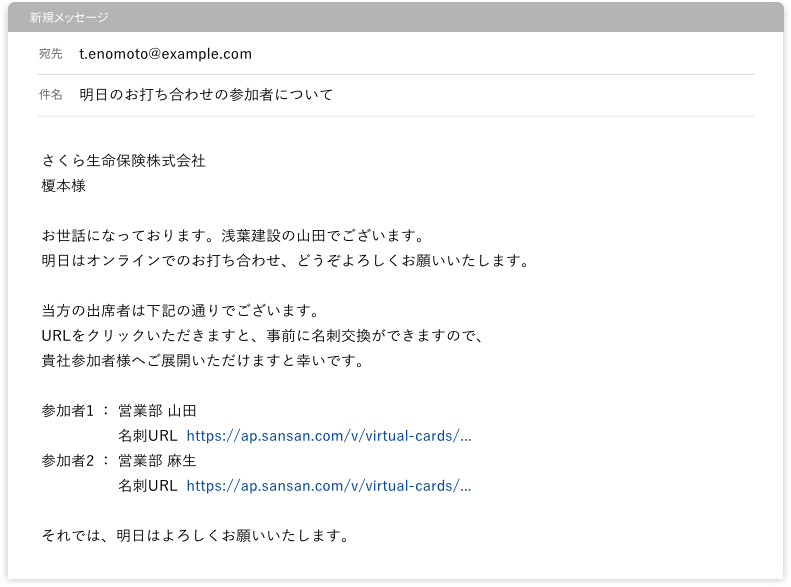 新規メッセージ
宛先 t.enomoto@example.com
件名 明日のお打ち合わせの参加者について
さくら生命保険株式会社
榎本様
お世話になっております。浅葉建設の山田でございます。
明日はオンラインでのお打ち合わせ、どうぞよろしくお願いいたします。
当方の出席者は下記の通りでございます。
URLをクリックいただきますと、事前に名刺交換ができますので、
貴社参加者様へご展開いただけますと幸いです。
参加者1 : 営業部 山田
名刺URL https://ap.sansan.com/v/virtual-cards/...
参加者2 : 営業部 麻生
名刺URL https://ap.sansan.com/v/virtual-cards/...
それでは、明日はよろしくお願いいたします。